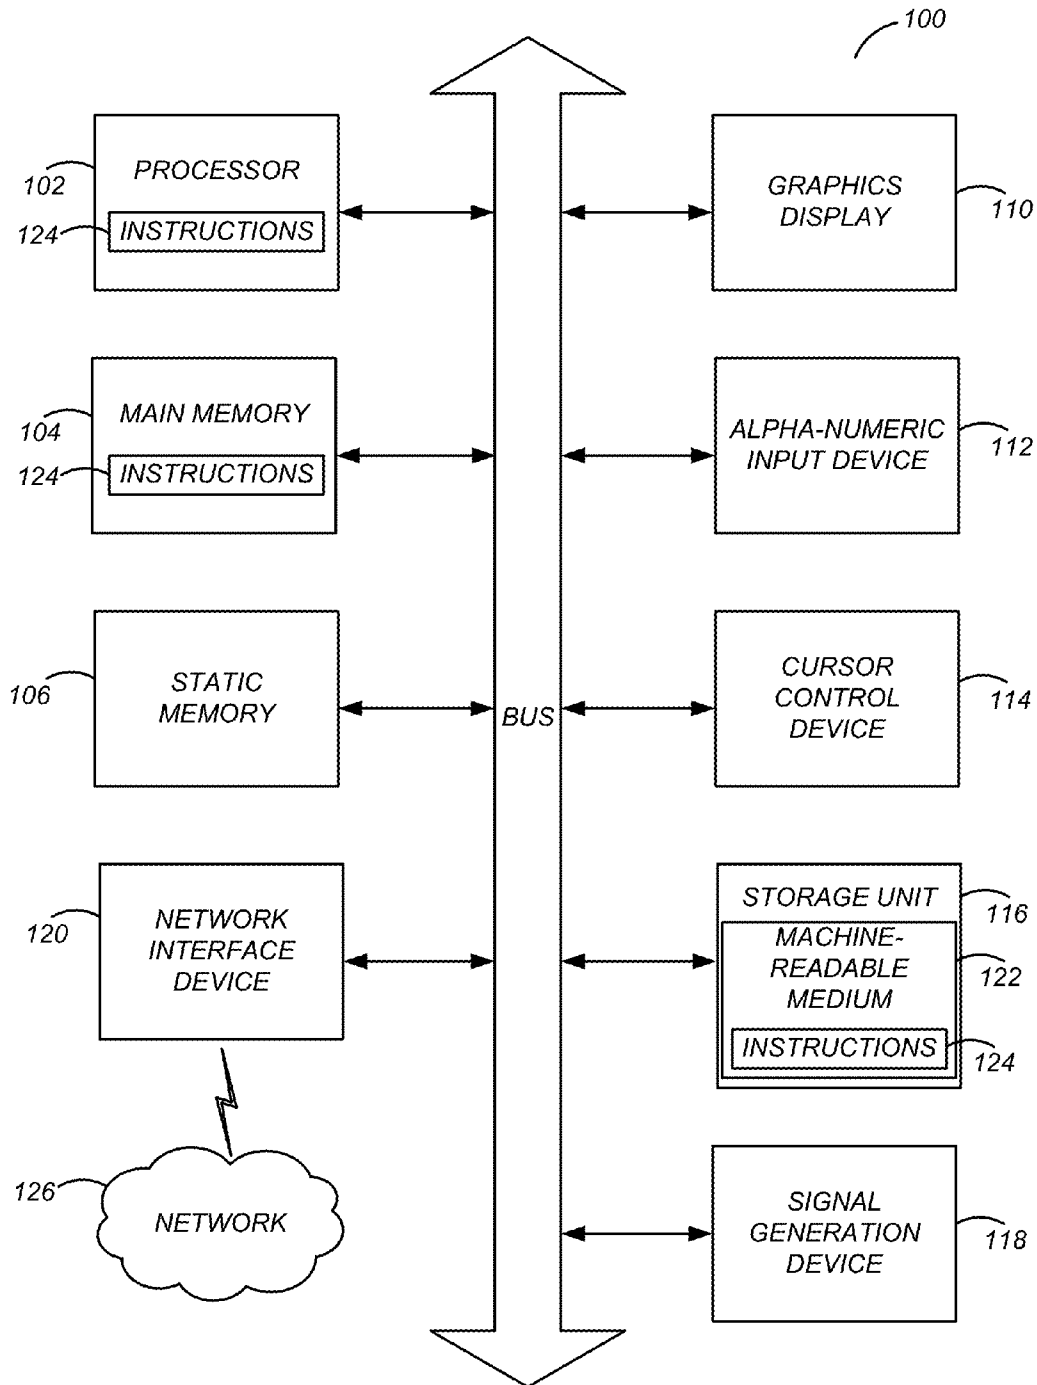 100
PROCESSOR
102
INSTRUCTIONS
124
GRAPHICS
DISPLAY
110
MAIN MEMORY
104
INSTRUCTIONS
124
ALPHA-NUMERIC
INPUT DEVICE
112
STATIC
MEMORY
106
BUS
CURSOR
CONTROL
DEVICE
114
NETWORK
INTERFACE
DEVICE
120
STORAGE UNIT
116
MACHINE-
READABLE
MEDIUM
122
INSTRUCTIONS
124
NETWORK
126
SIGNAL
GENERATION
DEVICE
118